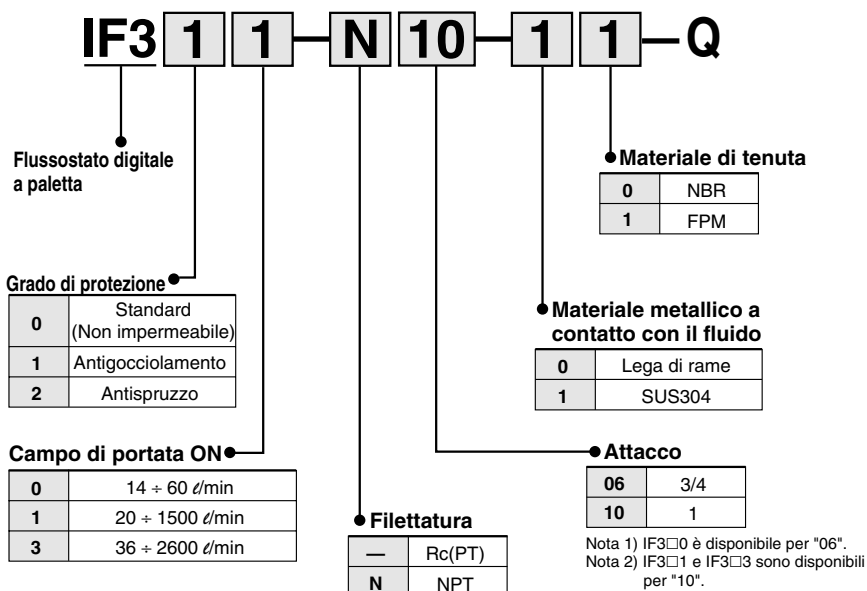 IF3 1 1 — N 10 — 1 1 — Q
Flussostato digitale
a paletta
Materiale di tenuta
0 NBR
1 FPM
Grado di protezione
0 Standard
(Non impermeabile)
1 Antigocciolamento
2 Antispruzzo
Materiale metallico a
contatto con il fluido
0 Lega di rame
1 SUS304
Campo di portata ON
0 14 ÷ 60 ℓ/min
1 20 ÷ 1500 ℓ/min
3 36 ÷ 2600 ℓ/min
Filettatura
— Rc(PT)
N NPT
Attacco
06 3/4
10 1
Nota 1) IF3□0 è disponibile per "06".
Nota 2) IF3□1 e IF3□3 sono disponibili
per "10".